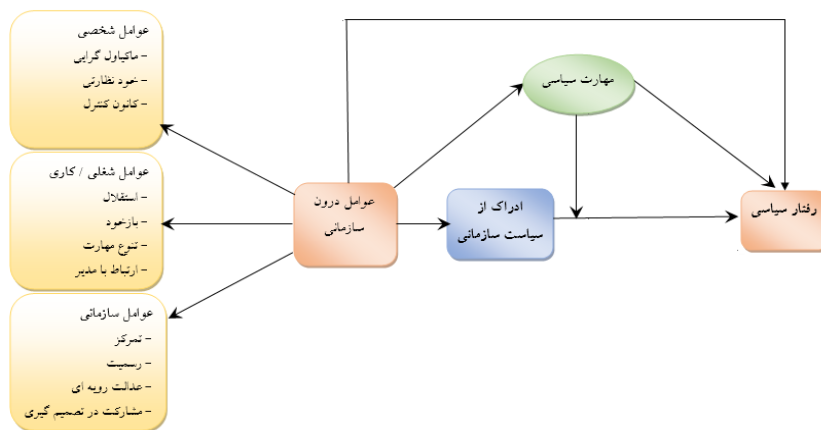 عوامل شخصی
- ماکیاول گرایی
- خود نظارتی
- کانون کنترل
عوامل شغلی / کاری
- استقلال
- بازخود
- تنوع مهارت
- ارتباط با مدیر
عوامل سازمانی
- تمرکز
- رسمیت
- عدالت رویه ای
- مشارکت در تصمیم گیری
عوامل درون
سازمانی
مهارت سیاسی
ادراک از
سیاست سازمانی
رفتار سیاسی